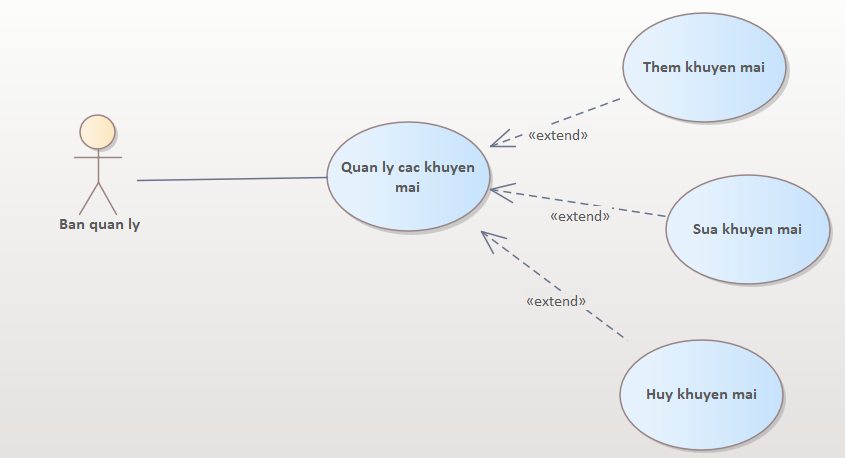 Them khuyen mai
«extend»
Quan ly cac khuyen
mai
Ban quan ly
«extend»
Sua khuyen mai
«extend»
Huy khuyen mai